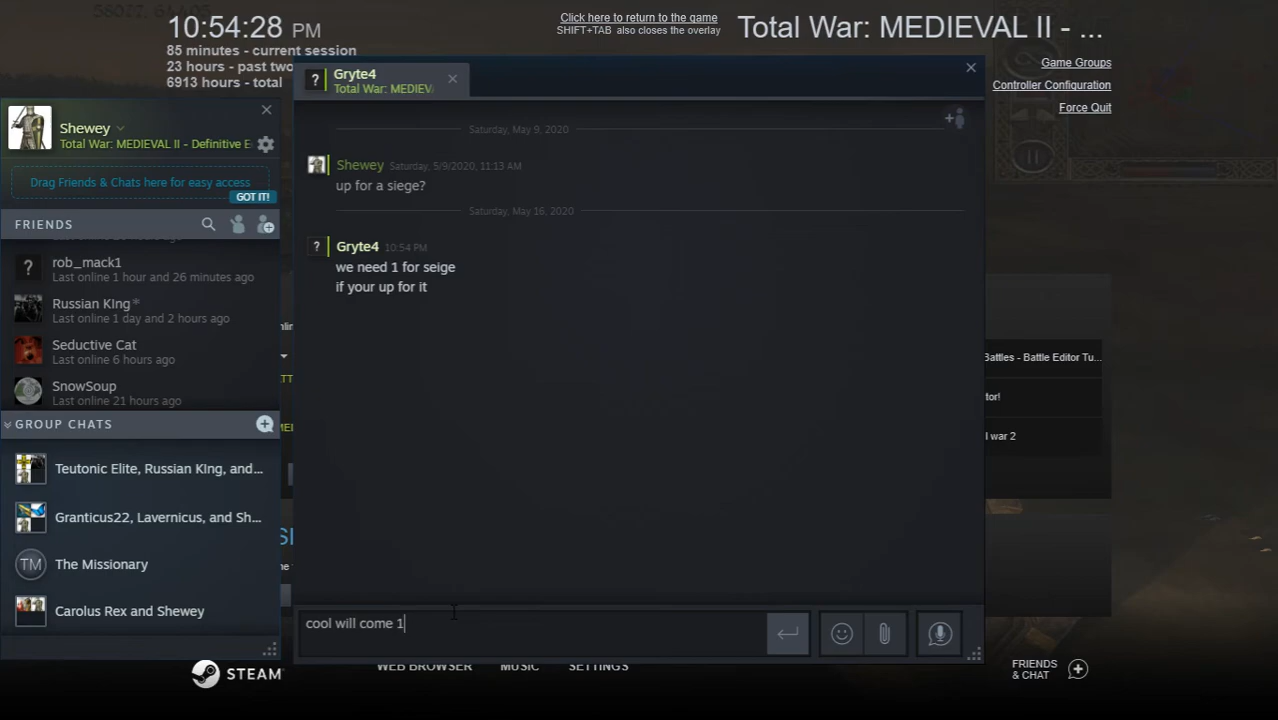 10:54:28 PM
85 minutes - current session
23 hours - past two
6913 hours - total
Click here to return to the game
SHIFT+TAB also closes the overlay
Total War: MEDIEVAL II - ...
Game Groups
Controller Configuration
Force Quit
Shewey
Total War: MEDIEVAL II - Definitive E
Drag Friends & Chats here for easy access
GOT IT!
FRIENDS
rob_mack1
Last online 1 hour and 26 minutes ago
Russian KIng *
Last online 1 day and 2 hours ago
Seductive Cat
Last online 6 hours ago
SnowSoup
Last online 21 hours ago
GROUP CHATS
Teutonic Elite, Russian KIng, and...
Granticus22, Lavernicus, and Sh...
TM The Missionary
Carolus Rex and Shewey
Gryte4
Total War: MEDIEV
Saturday, May 9, 2020
Shewey Saturday, 5/9/2020, 11:13 AM
up for a siege?
Saturday, May 16, 2020
Gryte4 10:54 PM
we need 1 for seige
if your up for it
cool will come 1
Battles - Battle Editor Tu...
tor!
l war 2
STEAM
WEB BROWSER
MUSIC
SETTINGS
FRIENDS
& CHAT